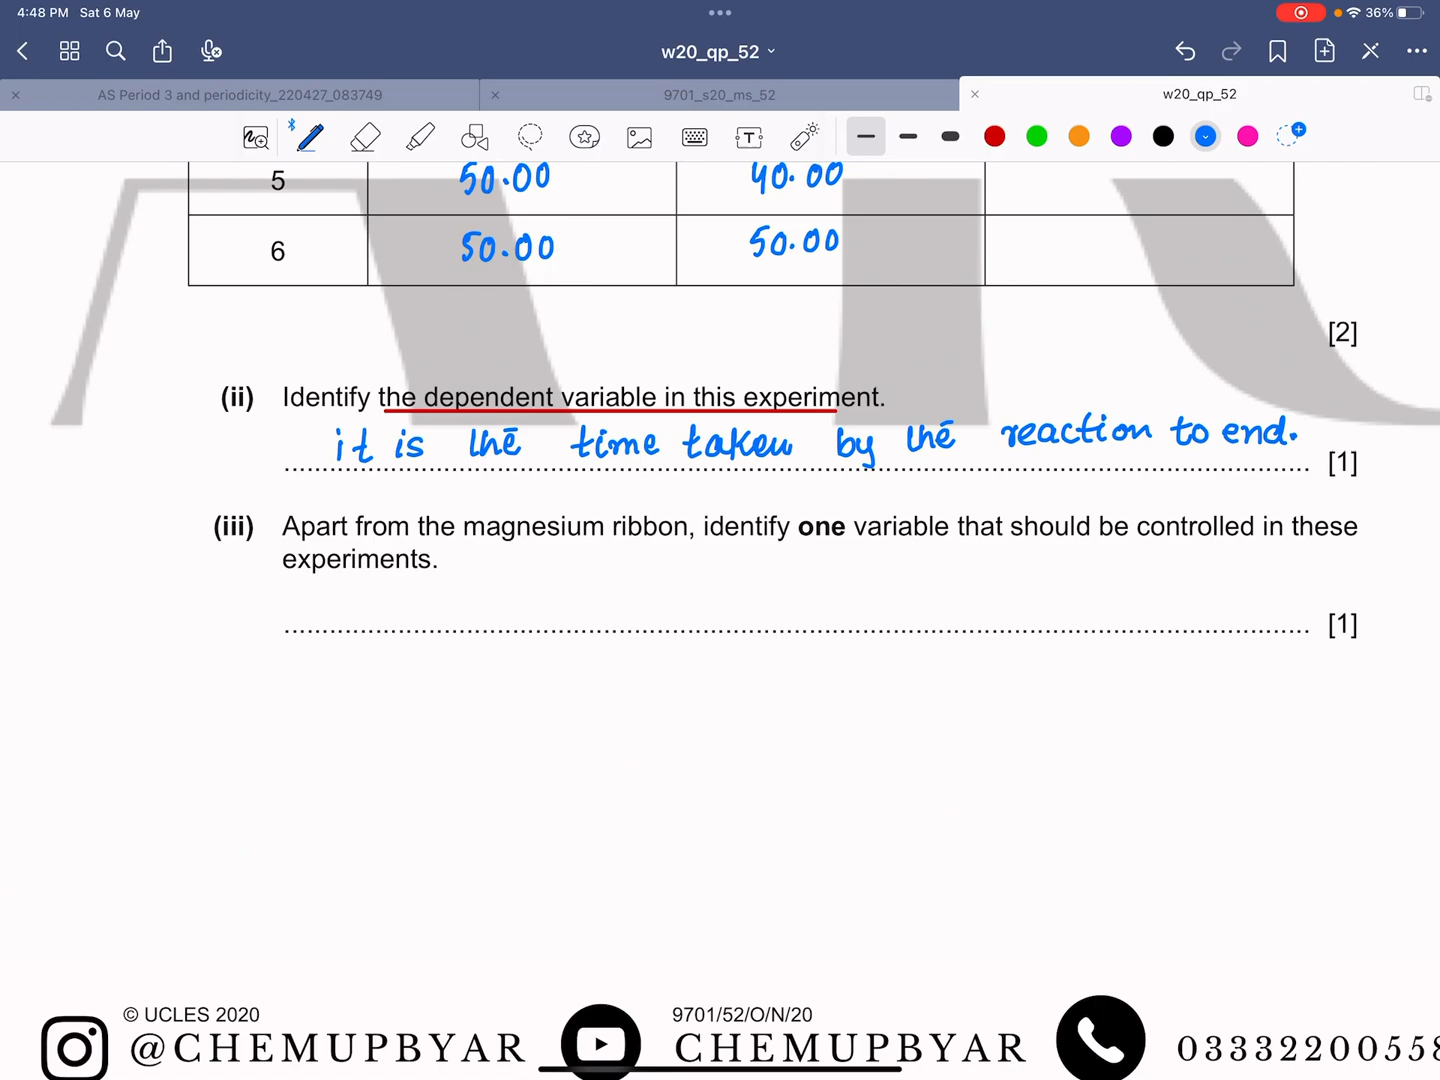 4:48 PM Sat 6 May
36%
w20_qp_52
AS Period 3 and periodicity_220427_083749
9701_s20_ms_52
w20_qp_52
5 50.00 40.00
6 50.00 50.00
[2]
(ii) Identify the dependent variable in this experiment.
it is the time taken by the reaction to end.
[1]
(iii) Apart from the magnesium ribbon, identify one variable that should be controlled in these
experiments.
[1]
© UCLES 2020 9701/52/O/N/20
@CHEMUPBYAR CHEMUPBYAR 03332200558